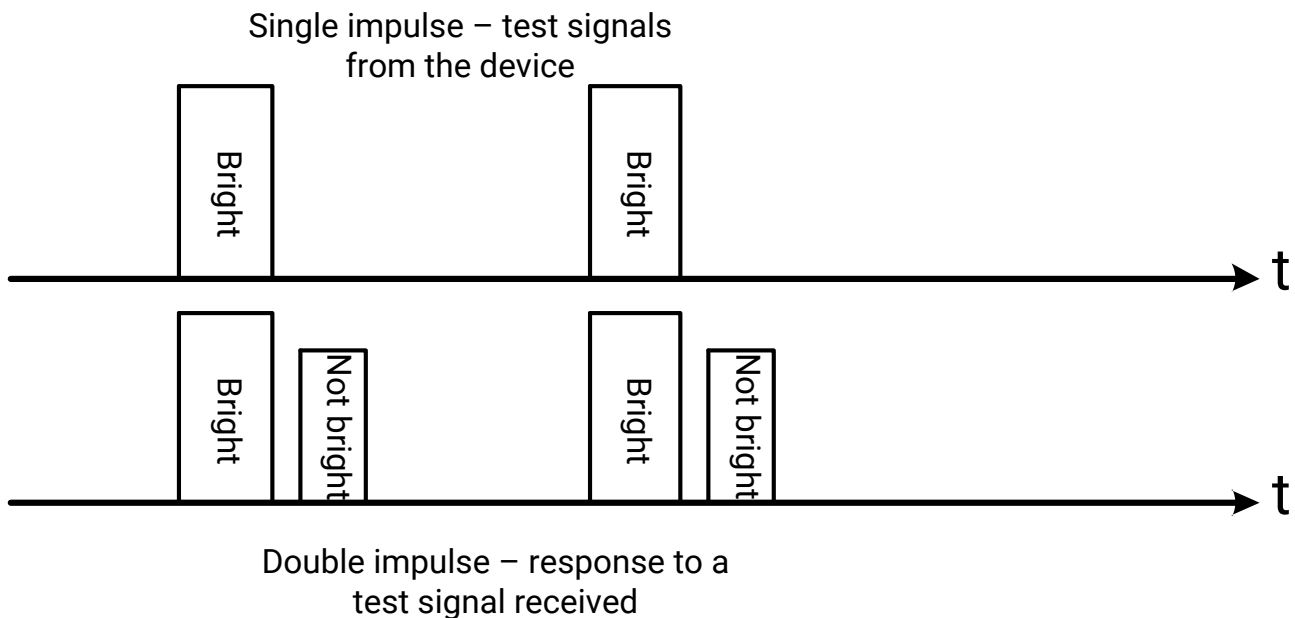 Single impulse – test signals
from the device
Bright
Bright
t
Bright
Not bright
Bright
Not bright
t
Double impulse – response to a
test signal received